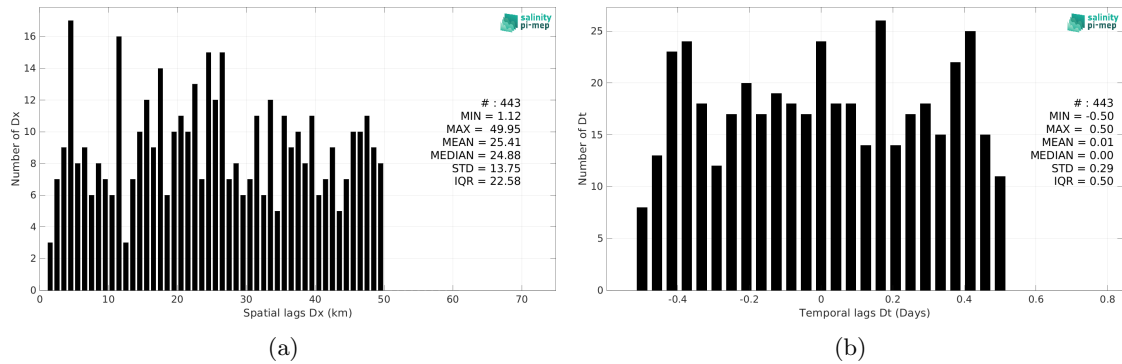 salinity
pi-mep
Number of Dx
16
14
12
10
8
6
4
2
0
# : 443
MIN = 1.12
MAX = 49.95
MEAN = 25.41
MEDIAN = 24.88
STD = 13.75
IQR = 22.58
0 10 20 30 40 50 60 70
Spatial lags Dx (km)
(a)
salinity
pi-mep
Number of Dt
25
20
15
10
5
0
# : 443
MIN = -0.50
MAX = 0.50
MEAN = 0.01
MEDIAN = 0.00
STD = 0.29
IQR = 0.50
-0.4 -0.2 0 0.2 0.4 0.6 0.8
Temporal lags Dt (Days)
(b)